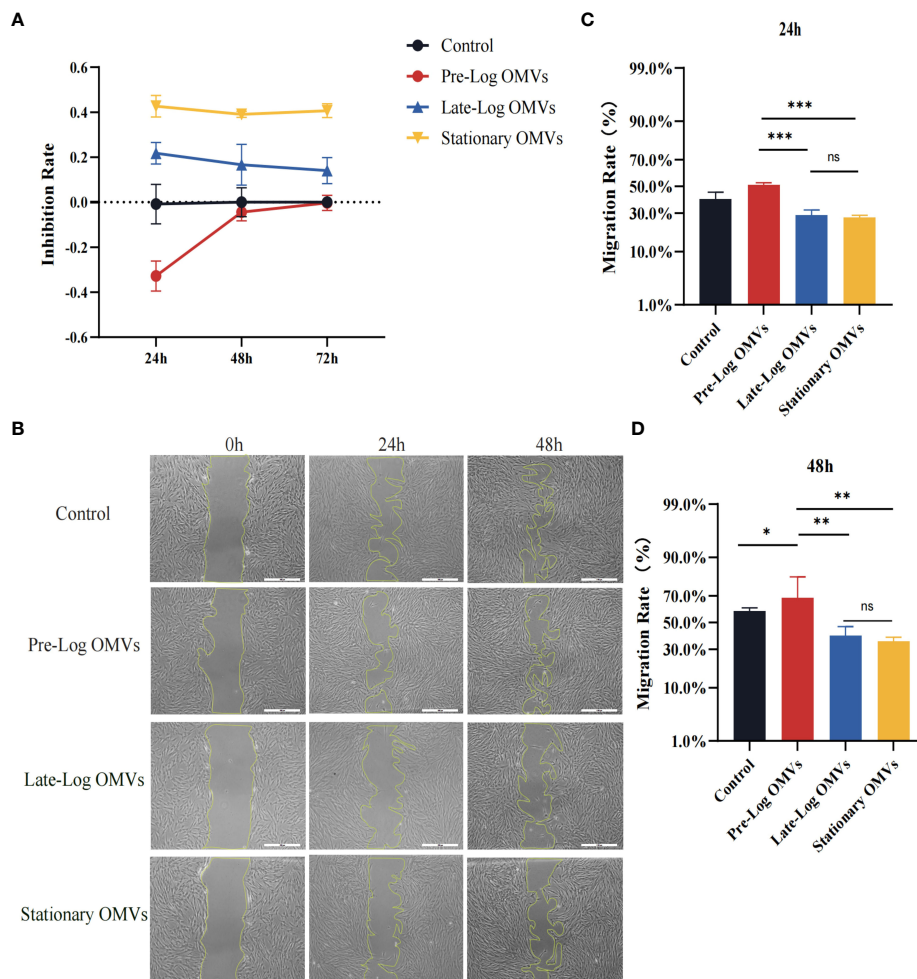 A
Control
Pre-Log OMVs
Late-Log OMVs
Stationary OMVs
0.6
0.4
0.2
0.0
-0.2
-0.4
-0.6
Inhibition Rate
24h 48h 72h
C
24h
99.0%
90.0%
70.0%
50.0%
30.0%
10.0%
1.0%
Migration Rate (%)
***
***
ns
Control Pre-Log OMVs Late-Log OMVs Stationary OMVs
B
0h 24h 48h
Control
Pre-Log OMVs
Late-Log OMVs
Stationary OMVs
D
48h
99.0%
90.0%
70.0%
50.0%
30.0%
10.0%
1.0%
Migration Rate (%)
**
*
**
ns
Control Pre-Log OMVs Late-Log OMVs Stationary OMVs